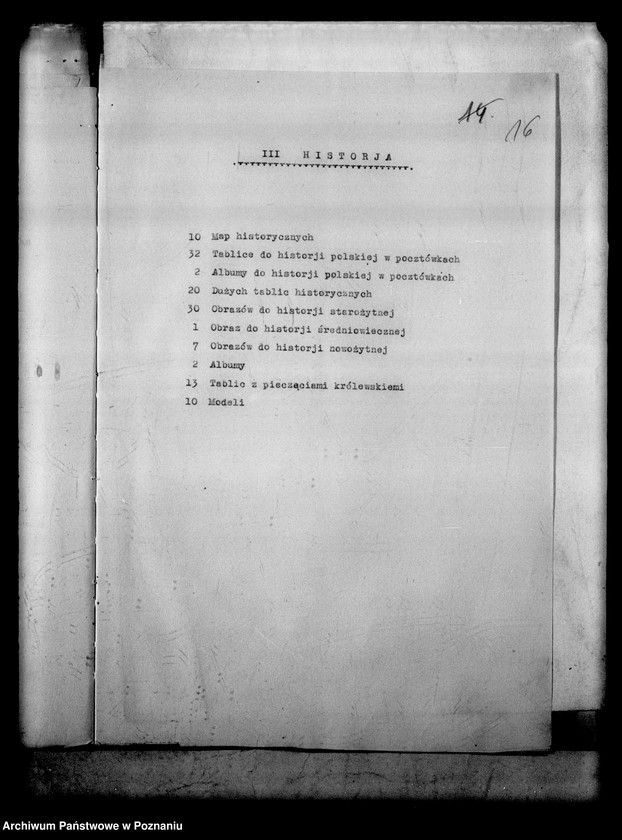 14.
16
III HISTORJA
10 Map historycznych
32 Tablice do historji polskiej w pocztówkach
2 Albumy do historji polskiej w pocztówkach
20 Dużych tablic historycznych
30 Obrazów do historji starożytnej
1 Obraz do historji średniowiecznej
7 Obrazów do historji nowożytnej
2 Albumy
13 Tablic z pieczęciami królewskiemi
10 Modeli
Archiwum Państwowe w Poznaniu